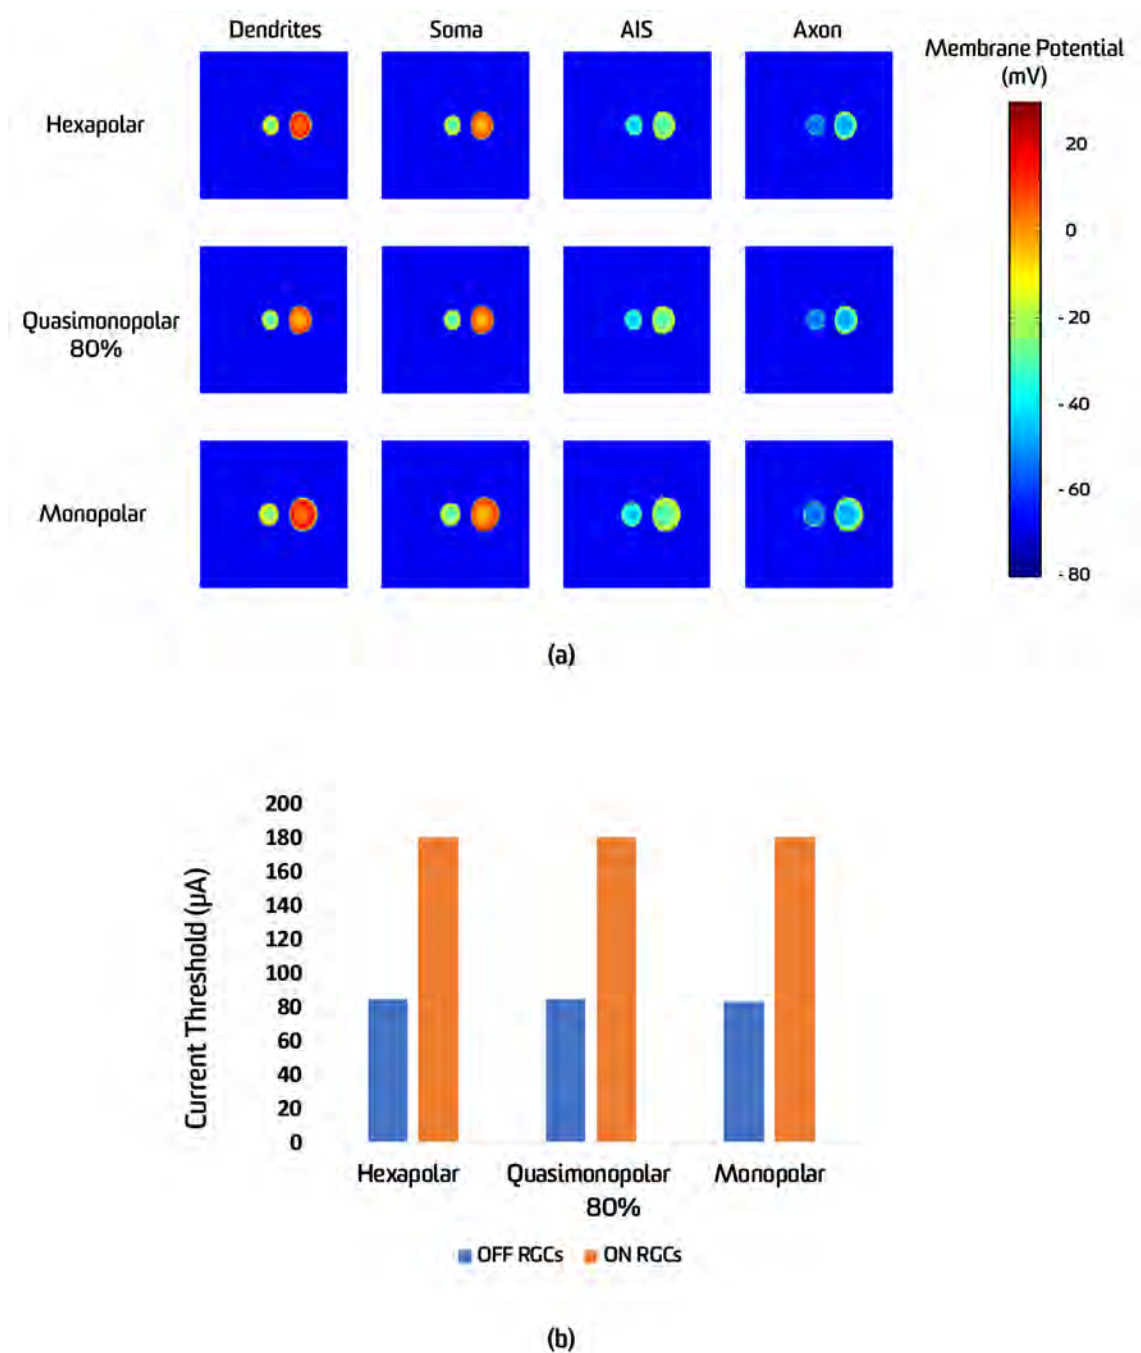 Dendrites Soma AIS Axon
Membrane Potential
(mV)
Hexapolar
20
0
- 20
Quasimonopolar
80%
- 40
- 60
Monopolar
- 80
(a)
200
180
160
140
120
100
80
60
40
20
0
Current Threshold (µA)
Hexapolar Quasimonopolar Monopolar
80%
OFF RGCs ON RGCs
(b)